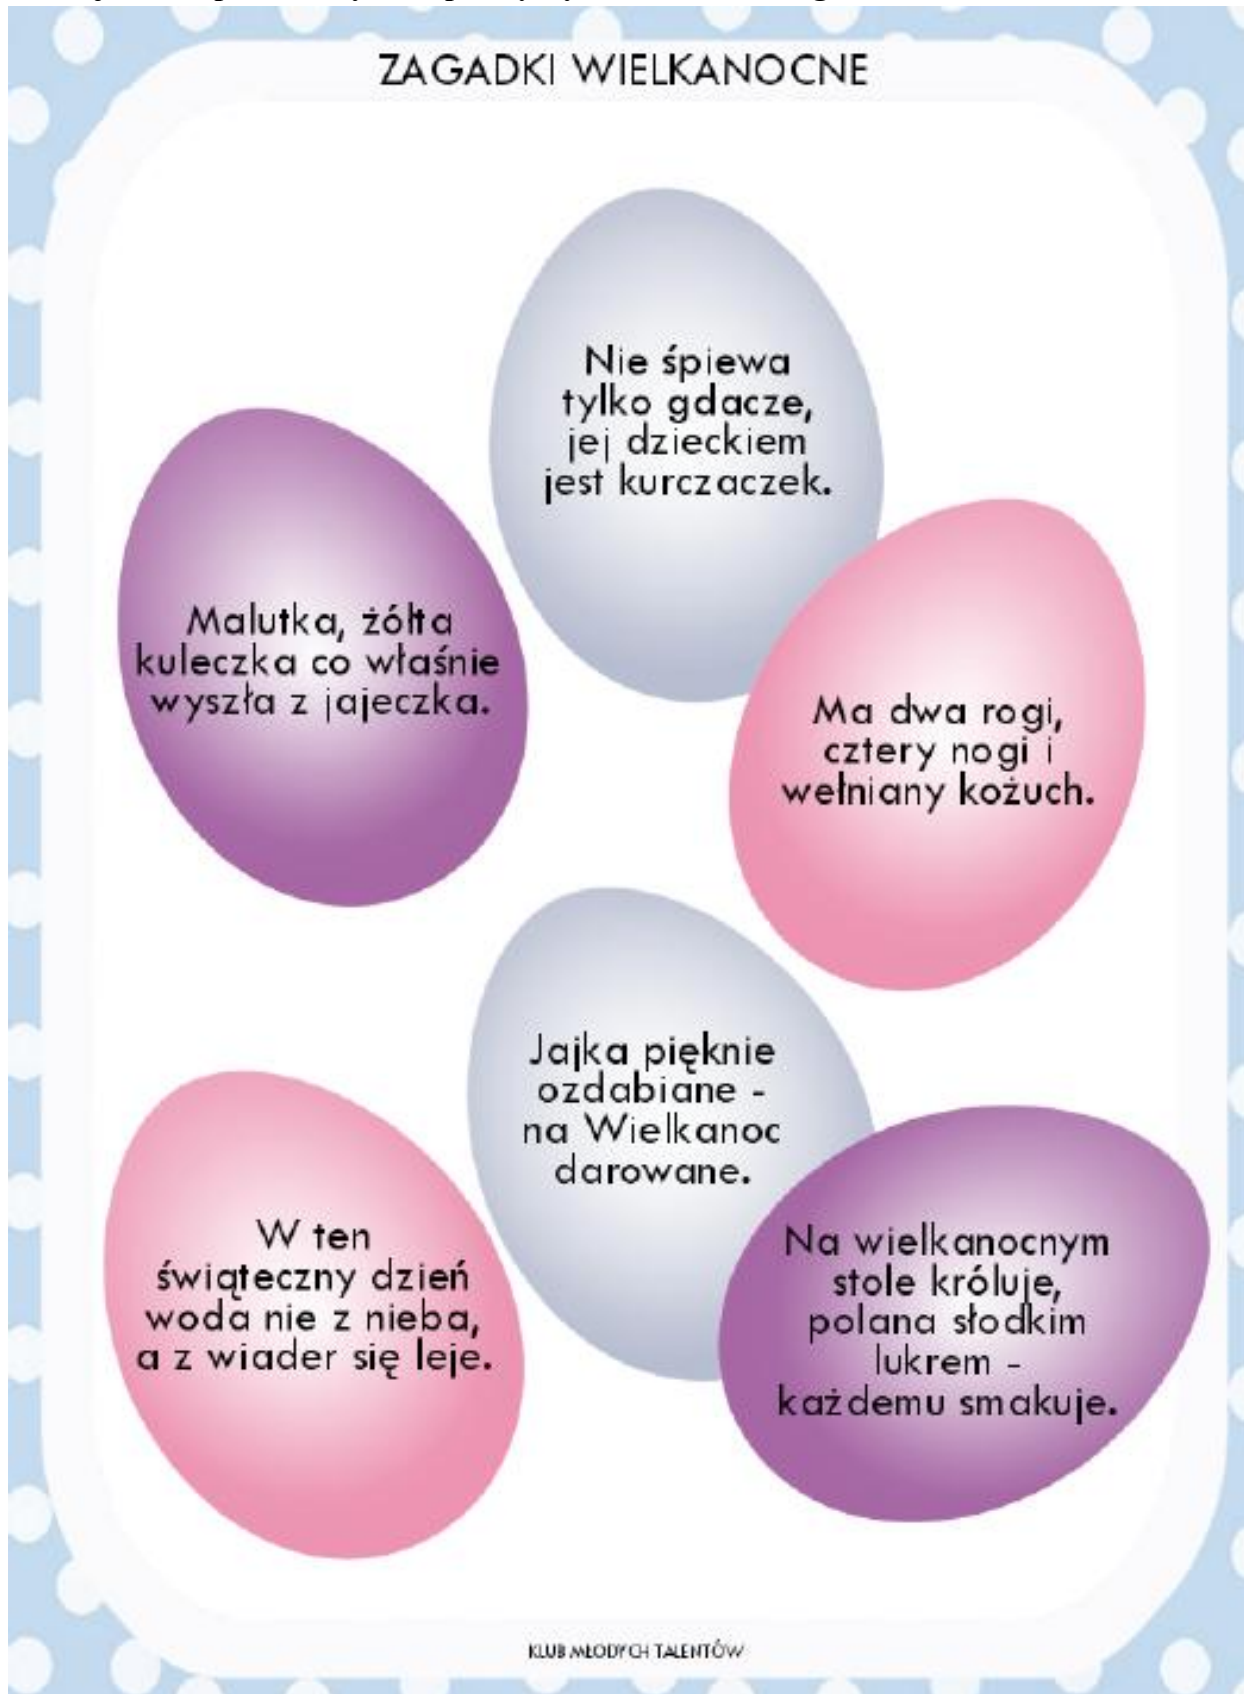 ZAGADKI WIELKANOCNE
Nie śpiewa
tylko gdacze,
jej dzieckiem
jest kurczaczek.
Malutka, żółta
kuleczka co właśnie
wyszła z jajeczka.
Ma dwa rogi,
cztery nogi i
wełniany kożuch.
Jajka pięknie
ozdabiane -
na Wielkanoc
darowane.
W ten
świąteczny dzień
woda nie z nieba,
a z wiader się leje.
Na wielkanocnym
stole króluje,
polana słodkim
lukrem -
każdemu smakuje.
KLUB MŁODYCH TALENTÓW